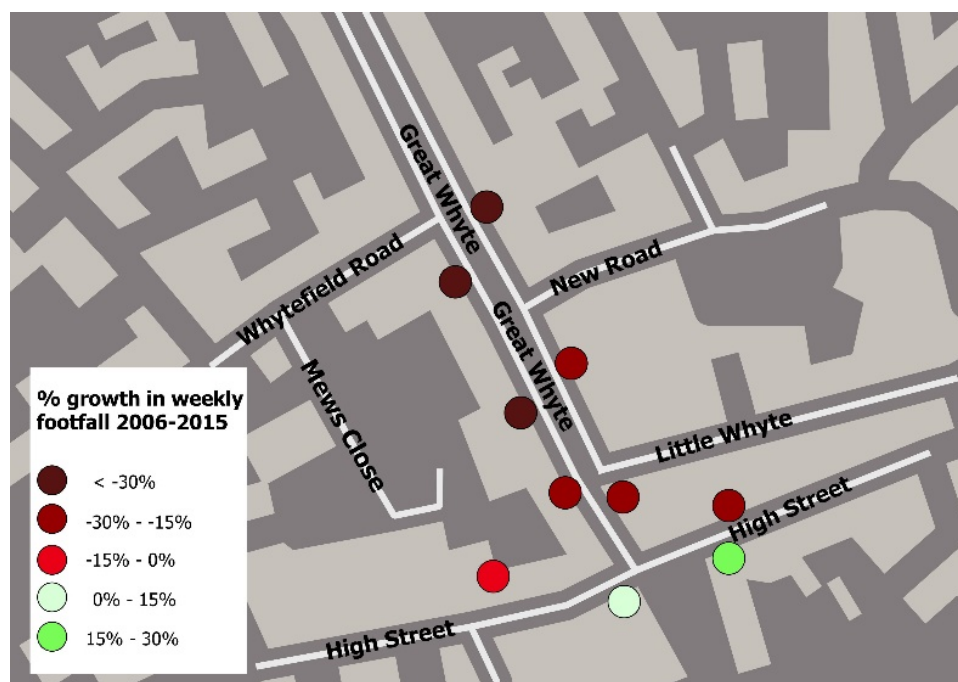 Great Whyte
Whytefield Road
New Road
Great Whyte
Mews Close
Little Whyte
High Street
High Street
% growth in weekly
footfall 2006-2015
< -30%
-30% - -15%
-15% - 0%
0% - 15%
15% - 30%